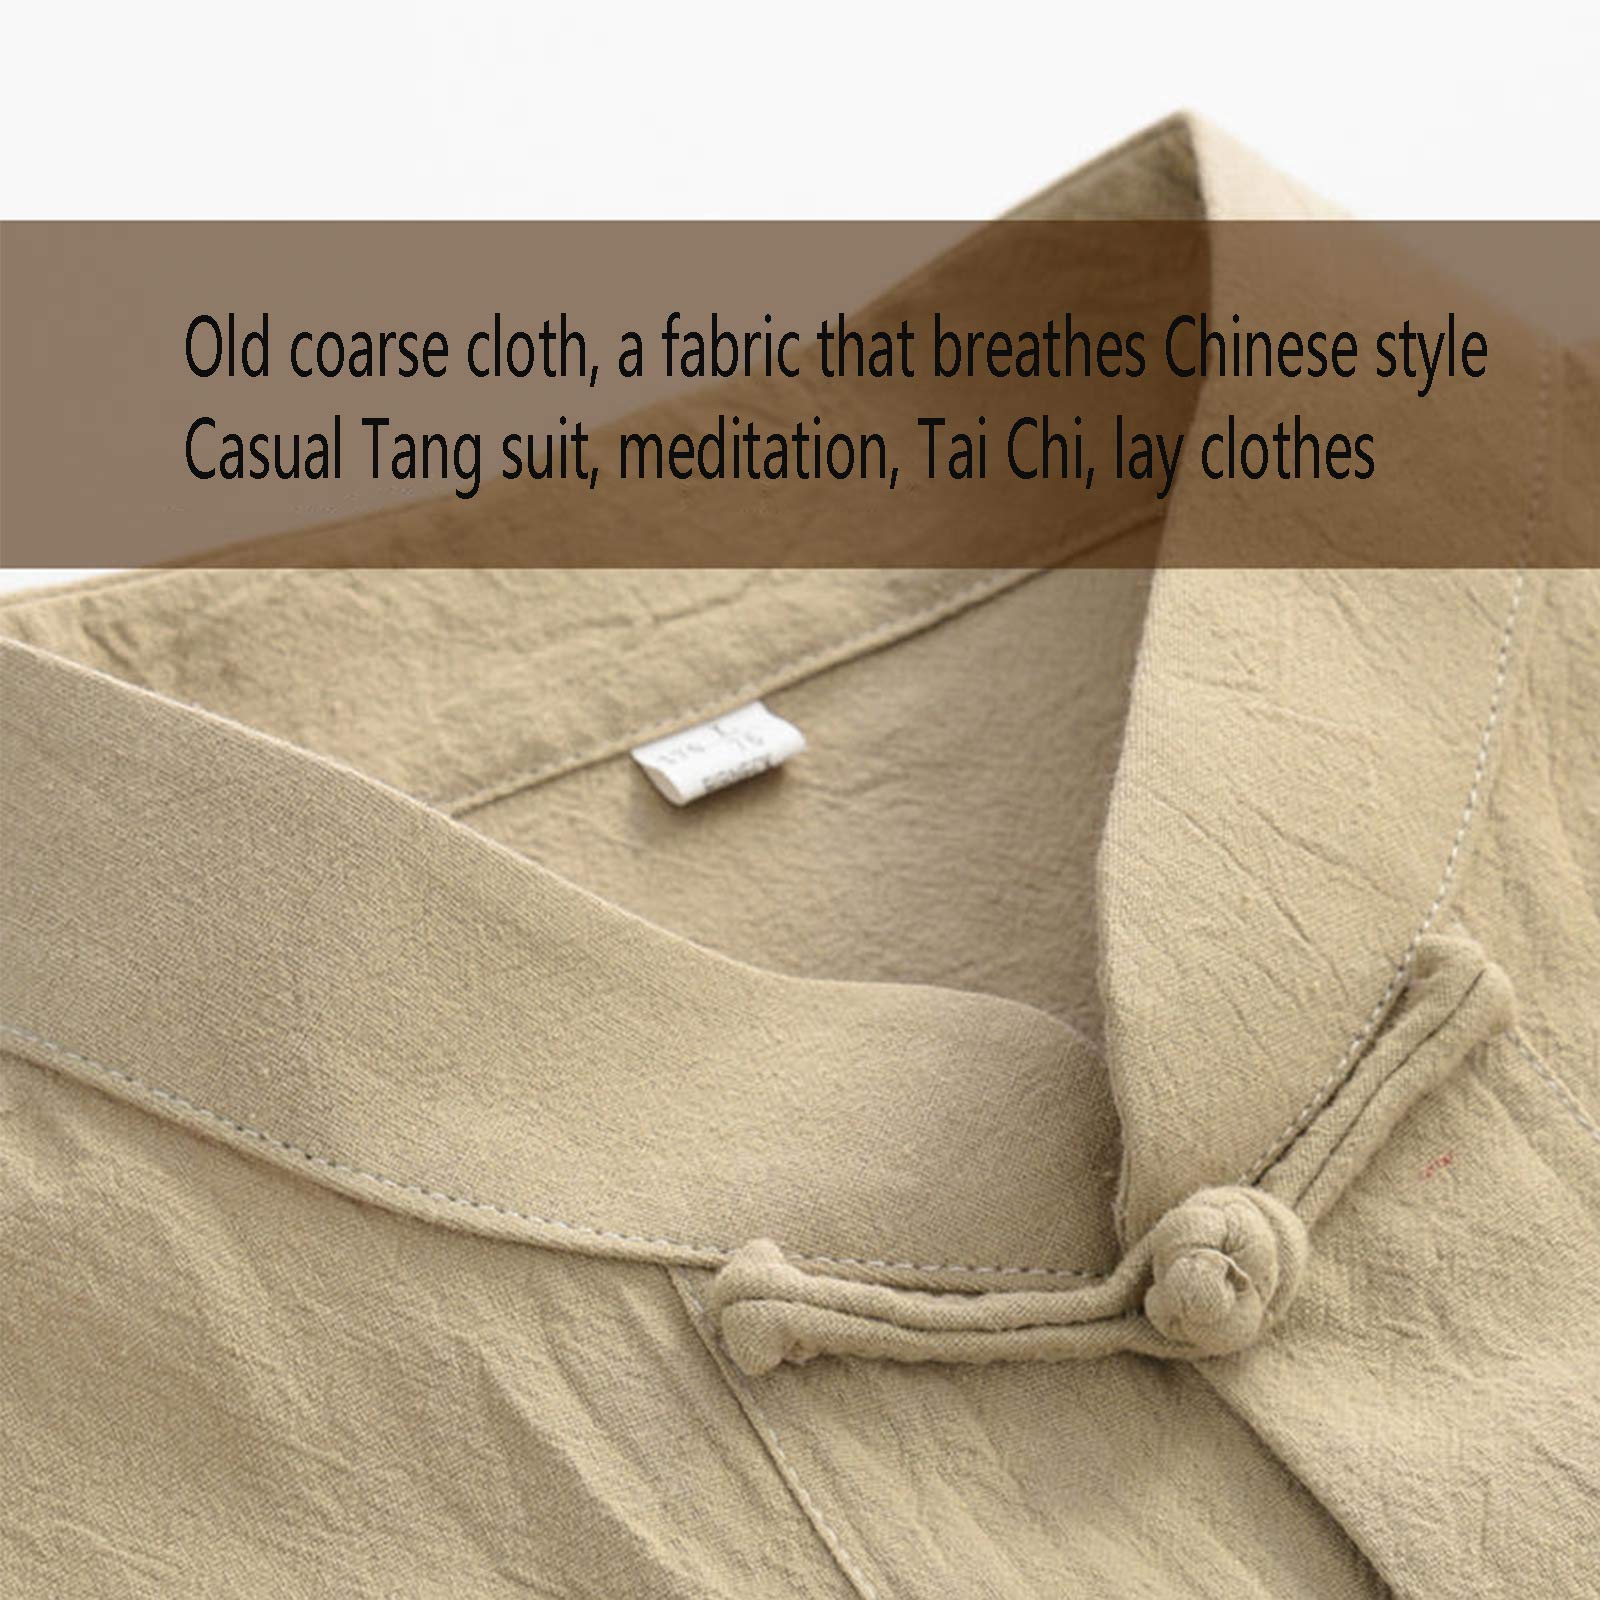 Old coarse cloth, a fabric that breathes Chinese style
Casual Tang suit, meditation, Tai Chi, lay clothes